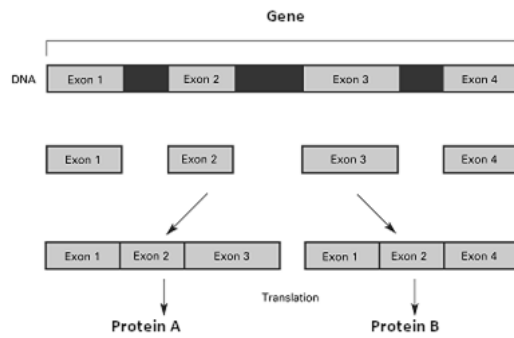 Gene
DNA Exon 1 Exon 2 Exon 3 Exon 4
Exon 1 Exon 2 Exon 3 Exon 4
Exon 1 Exon 2 Exon 3 Exon 1 Exon 2 Exon 4
Translation
Protein A Protein B